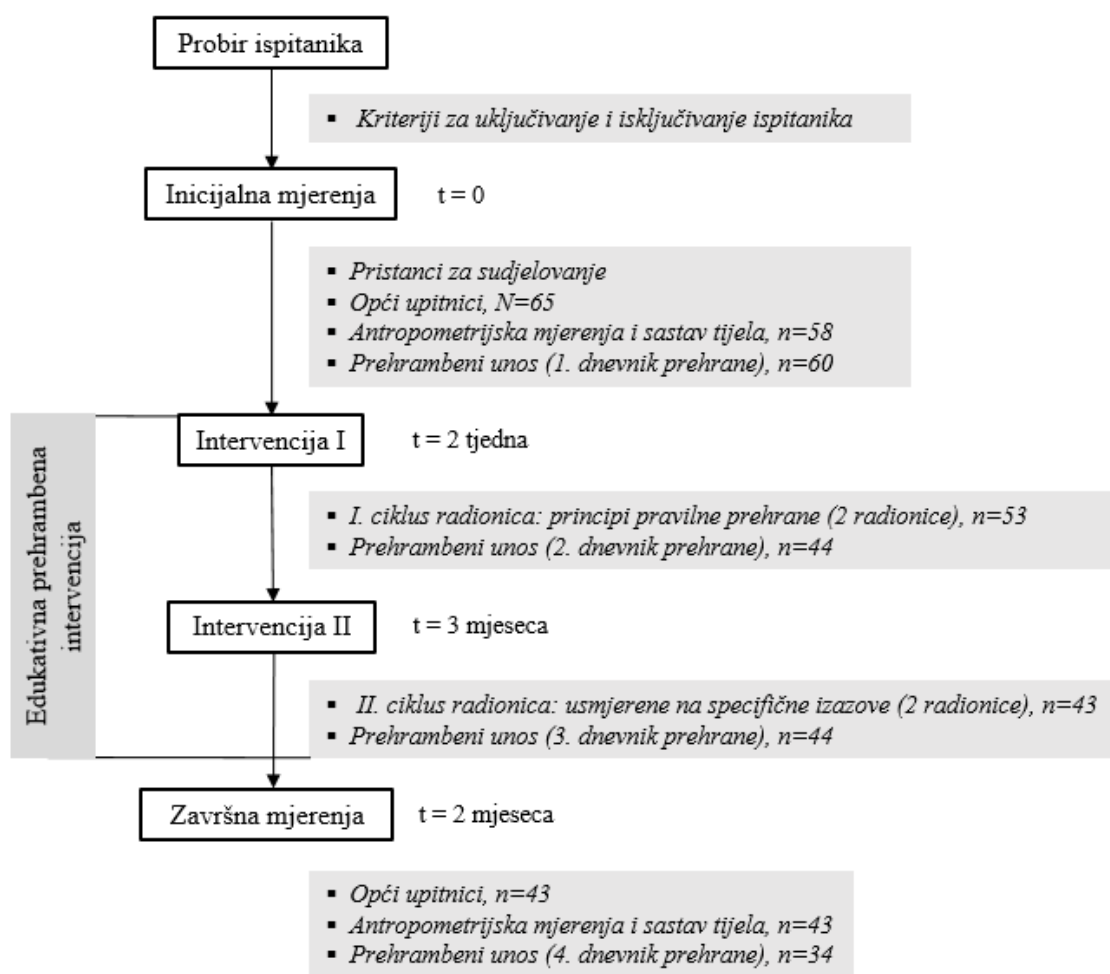 Probir ispitanika
▪ Kriteriji za uključivanje i isključivanje ispitanika
Inicijalna mjerenja
t = 0
▪ Pristanci za sudjelovanje
▪ Opći upitnici, N=65
▪ Antropometrijska mjerenja i sastav tijela, n=58
▪ Prehrambeni unos (1. dnevnik prehrane), n=60
Edukativna prehrambena
intervencija
Intervencija I
t = 2 tjedna
▪ I. ciklus radionica: principi pravilne prehrane (2 radionice), n=53
▪ Prehrambeni unos (2. dnevnik prehrane), n=44
Intervencija II
t = 3 mjeseca
▪ II. ciklus radionica: usmjerene na specifične izazove (2 radionice), n=43
▪ Prehrambeni unos (3. dnevnik prehrane), n=44
Završna mjerenja
t = 2 mjeseca
▪ Opći upitnici, n=43
▪ Antropometrijska mjerenja i sastav tijela, n=43
▪ Prehrambeni unos (4. dnevnik prehrane), n=34